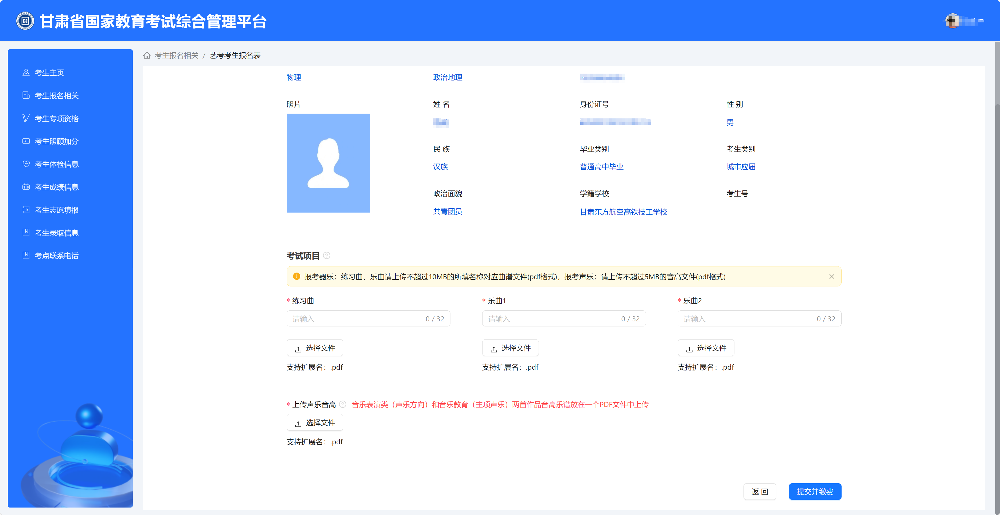 甘肃省国家教育考试综合管理平台
考生主页
考生报名相关
考生专项资格
考生照顾加分
考生体检信息
考生成绩信息
考生志愿填报
考生录取信息
考点联系电话
考生报名相关 / 艺考考生报名表
物理 政治地理
照片 姓 名 身份证号 性 别
男
民 族 毕业类别 考生类别
汉族 普通高中毕业 城市应届
政治面貌 学籍学校 考生号
共青团员 甘肃东方航空高铁技工学校
考试项目
报考器乐：练习曲、乐曲请上传不超过10MB的所填名称对应曲谱文件(pdf格式)，报考声乐：请上传不超过5MB的音高文件(pdf格式)
* 练习曲 * 乐曲1 * 乐曲2
请输入 0 / 32 请输入 0 / 32 请输入 0 / 32
选择文件 选择文件 选择文件
支持扩展名：.pdf 支持扩展名：.pdf 支持扩展名：.pdf
* 上传声乐音高 音乐表演类（声乐方向）和音乐教育（主项声乐）两首作品音高乐谱放在一个PDF文件中上传
选择文件
支持扩展名：.pdf
返 回 提交并缴费